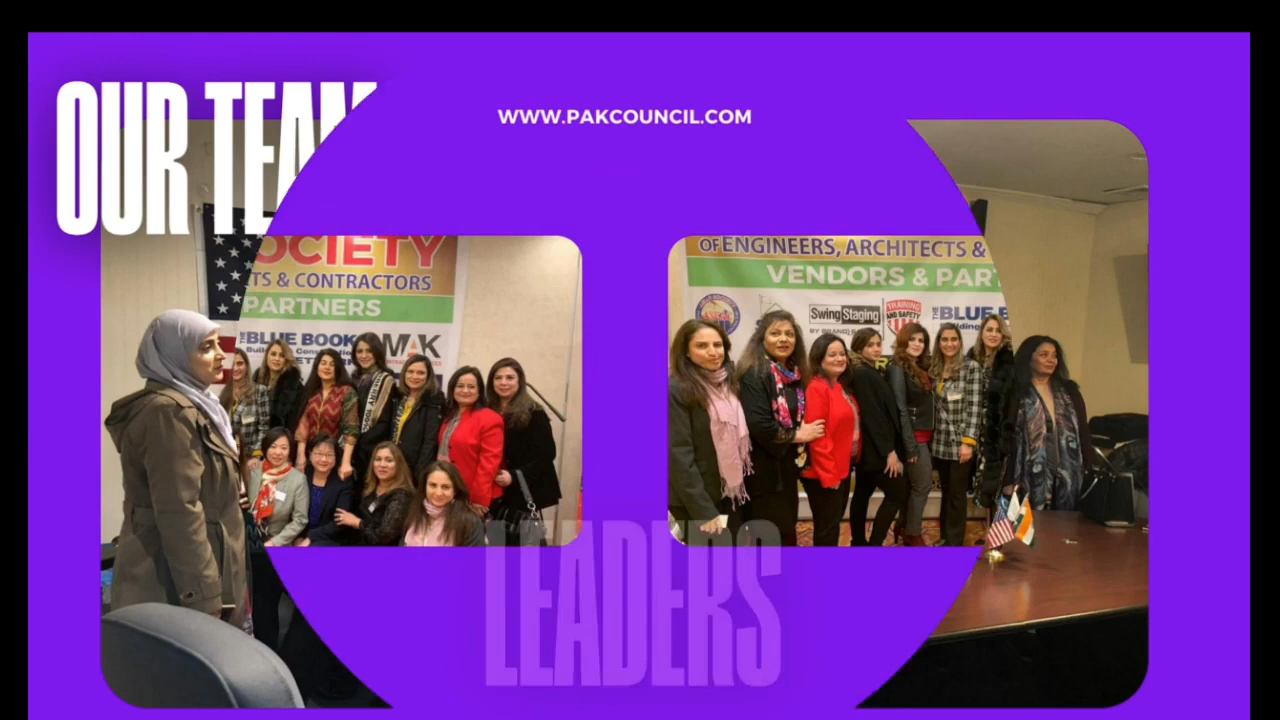 OUR TEAM
WWW.PAKCOUNCIL.COM
OCIETY
TS & CONTRACTORS
PARTNERS
THE BLUE BOOK
MAK
OF ENGINEERS, ARCHITECTS &
VENDORS & PART
Swing Staging
TRAINING
AND SAFETY
THE BLUE B
LEADERS